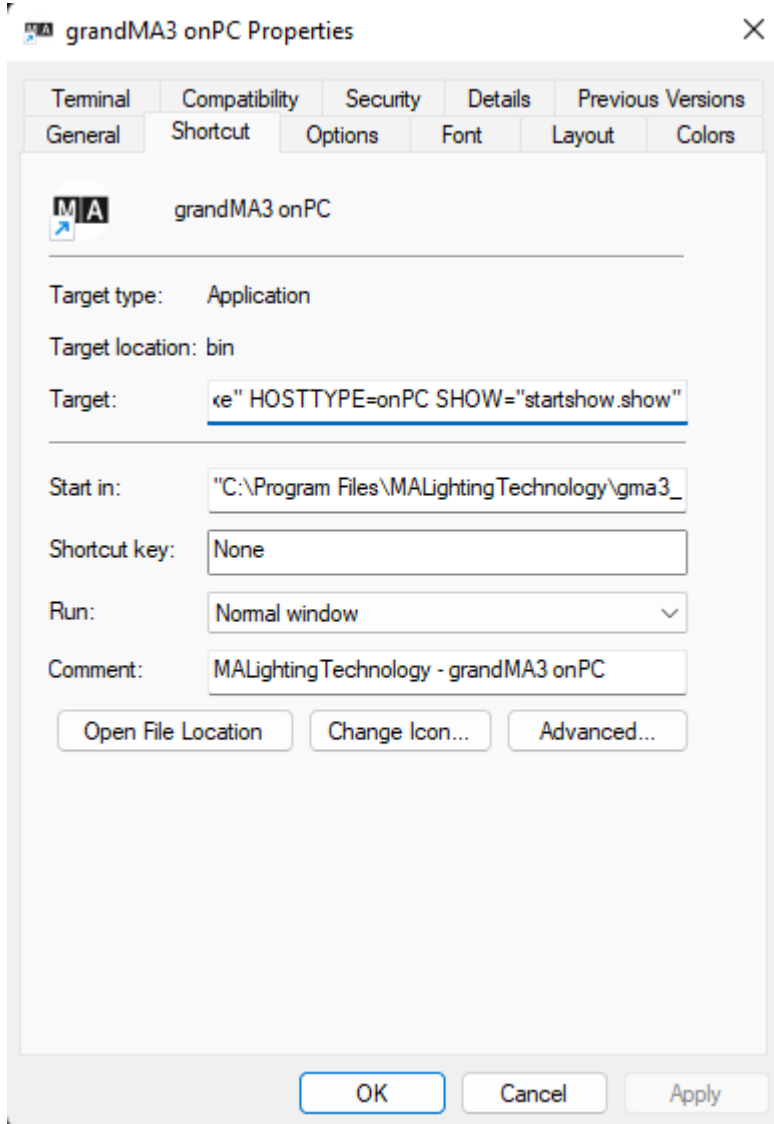 grandMA3 onPC Properties
Terminal Compatibility Security Details Previous Versions
General Shortcut Options Font Layout Colors
MA grandMA3 onPC
Target type: Application
Target location: bin
Target: xe" HOSTTYPE=onPC SHOW="startshow.show"
Start in: "C:\Program Files\MALightingTechnology\gma3_
Shortcut key: None
Run: Normal window
Comment: MALightingTechnology - grandMA3 onPC
Open File Location Change Icon... Advanced...
OK Cancel Apply